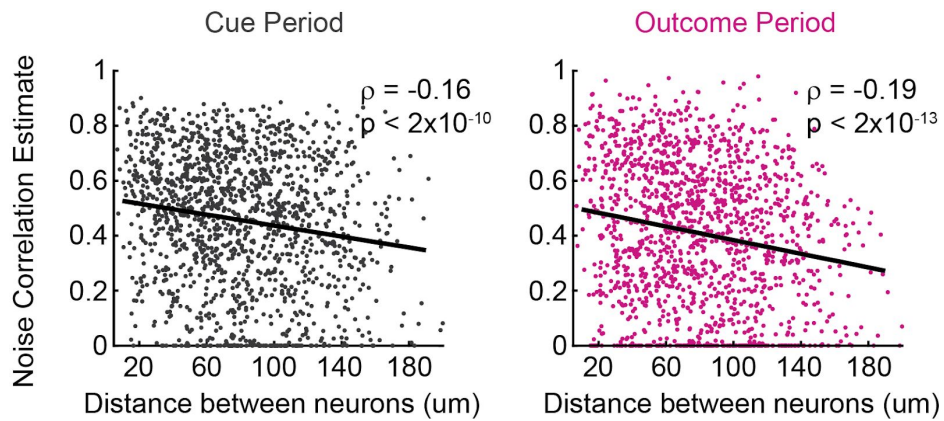 Cue Period
Noise Correlation Estimate
1
0.8
0.6
0.4
0.2
0
ρ = -0.16
p < 2x10⁻¹⁰
20 60 100 140 180
Distance between neurons (um)
Outcome Period
1
0.8
0.6
0.4
0.2
0
ρ = -0.19
p < 2x10⁻¹³
20 60 100 140 180
Distance between neurons (um)